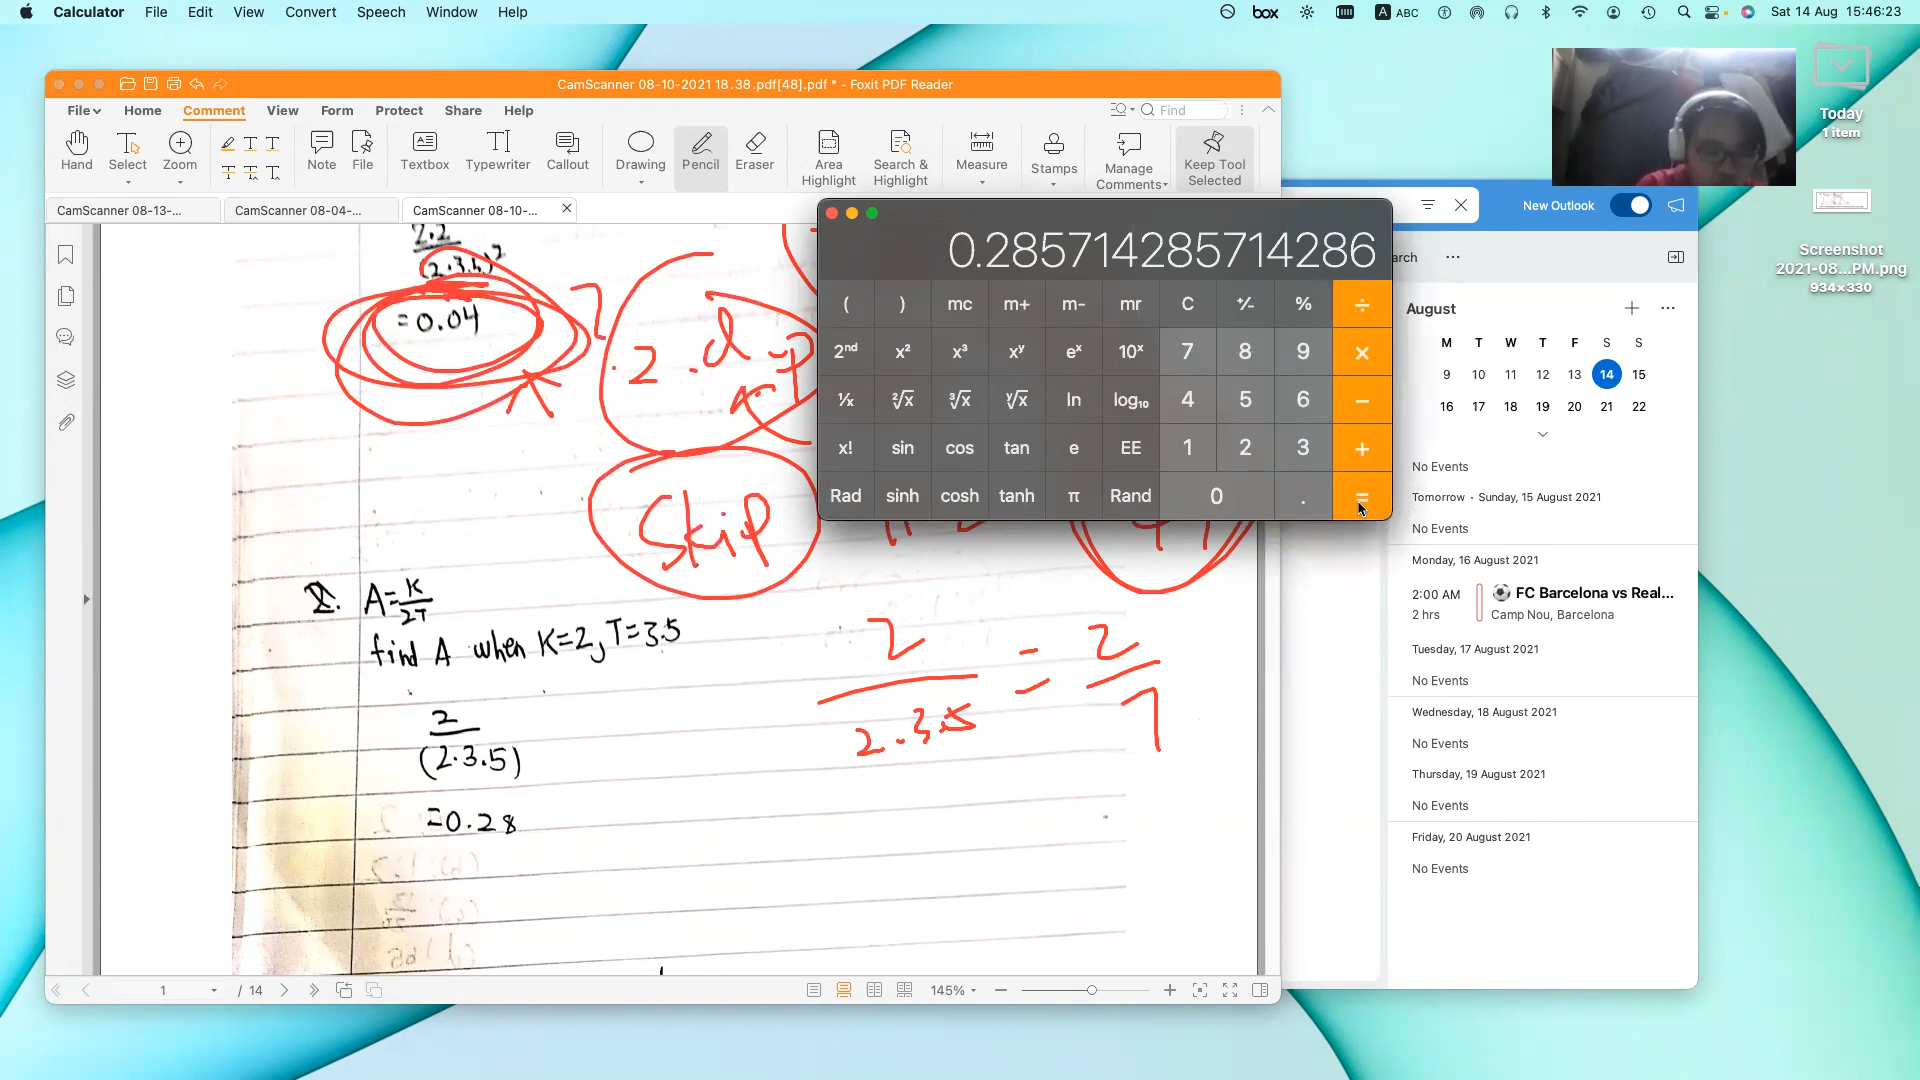 Calculator File Edit View Convert Speech Window Help
box A ABC Sat 14 Aug 15:46:23
CamScanner 08-10-2021 18.38.pdf[48].pdf * - Foxit PDF Reader
File Home Comment View Form Protect Share Help Find
Hand Select Zoom Note File Textbox Typewriter Callout Drawing Pencil Eraser Area Highlight Search & Highlight Measure Stamps Manage Comments Keep Tool Selected
CamScanner 08-13-... CamScanner 08-04-... CamScanner 08-10-...
0.285714285714286
( ) mc m+ m- mr C +/- % ÷
2nd x² x³ xʸ eˣ 10ˣ 7 8 9 ×
1/x ²√x ³√x ʸ√x ln log₁₀ 4 5 6 −
x! sin cos tan e EE 1 2 3 +
Rad sinh cosh tanh π Rand 0 . =
=0.04
2.d.p
Skip
A=K/2T
find A when K=2, T=3.5
2
(2·3.5)
=0.28
2 = 2
2.3.5 7
1 / 14
145%
New Outlook
arch
August
M T W T F S S
9 10 11 12 13 14 15
16 17 18 19 20 21 22
No Events
Tomorrow · Sunday, 15 August 2021
No Events
Monday, 16 August 2021
2:00 AM FC Barcelona vs Real...
2 hrs Camp Nou, Barcelona
Tuesday, 17 August 2021
No Events
Wednesday, 18 August 2021
No Events
Thursday, 19 August 2021
No Events
Friday, 20 August 2021
No Events
Today
1 item
Screenshot
2021-08...PM.png
934×330